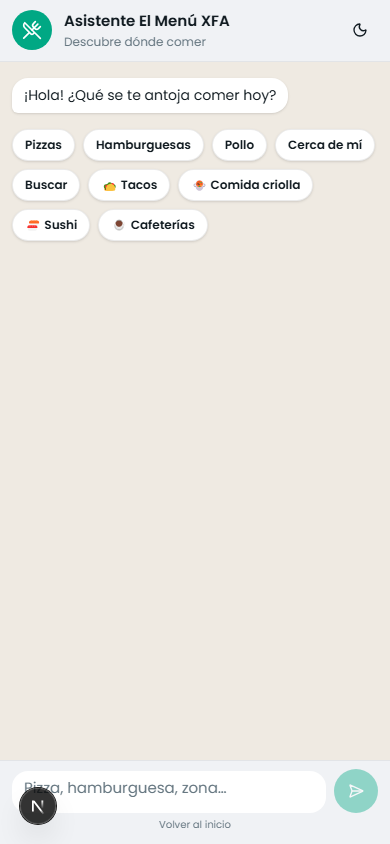 Asistente El Menú XFA
Descubre dónde comer
¡Hola! ¿Qué se te antoja comer hoy?
Pizzas
Hamburguesas
Pollo
Cerca de mí
Buscar
Tacos
Comida criolla
Sushi
Cafeterías
Pizza, hamburguesa, zona...
N
Volver al inicio